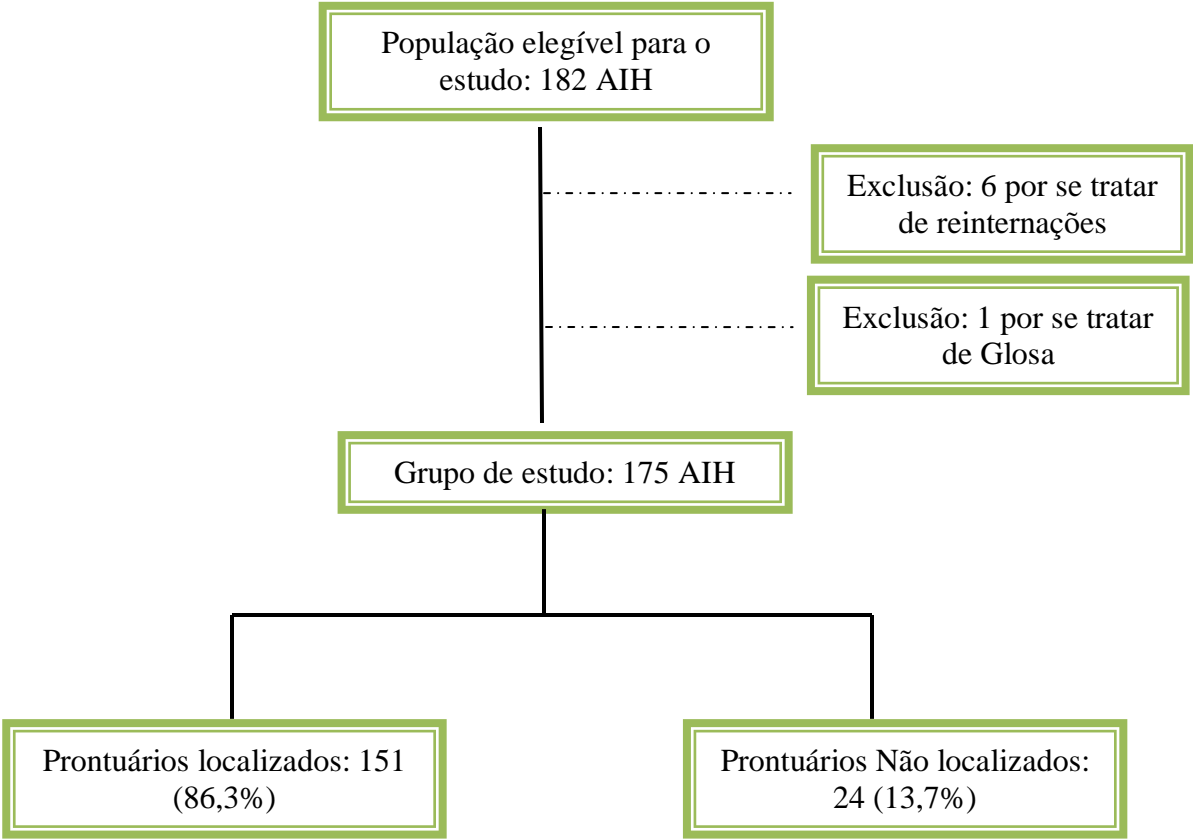 População elegível para o
estudo: 182 AIH
Exclusão: 6 por se tratar
de reinternações
Exclusão: 1 por se tratar
de Glosa
Grupo de estudo: 175 AIH
Prontuários localizados: 151
(86,3%)
Prontuários Não localizados:
24 (13,7%)